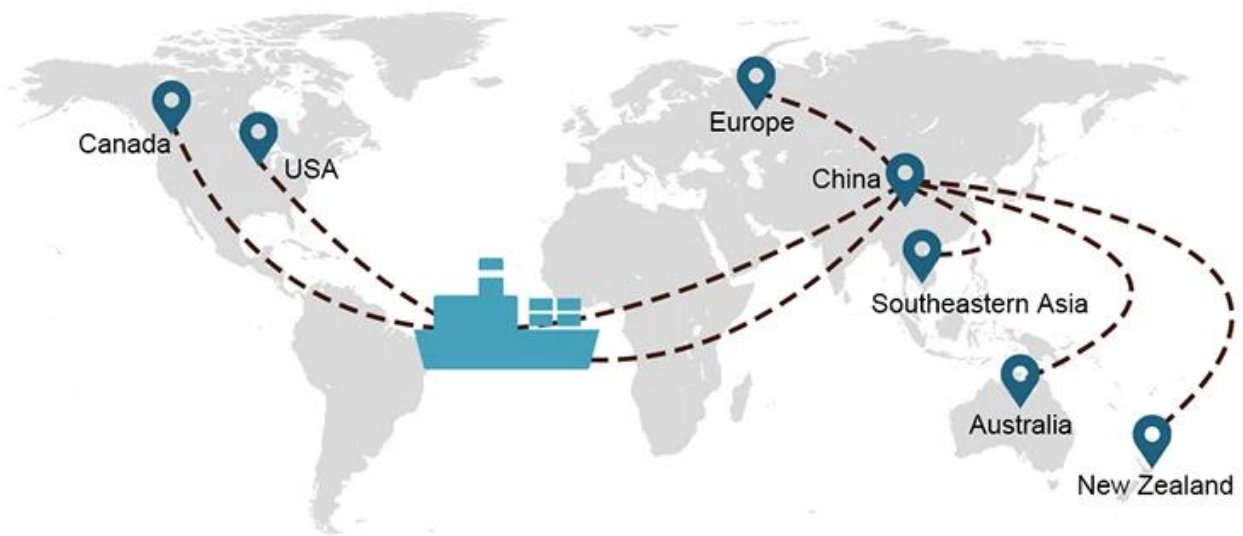 Canada
USA
Europe
China
Southeastern Asia
Australia
New Zealand